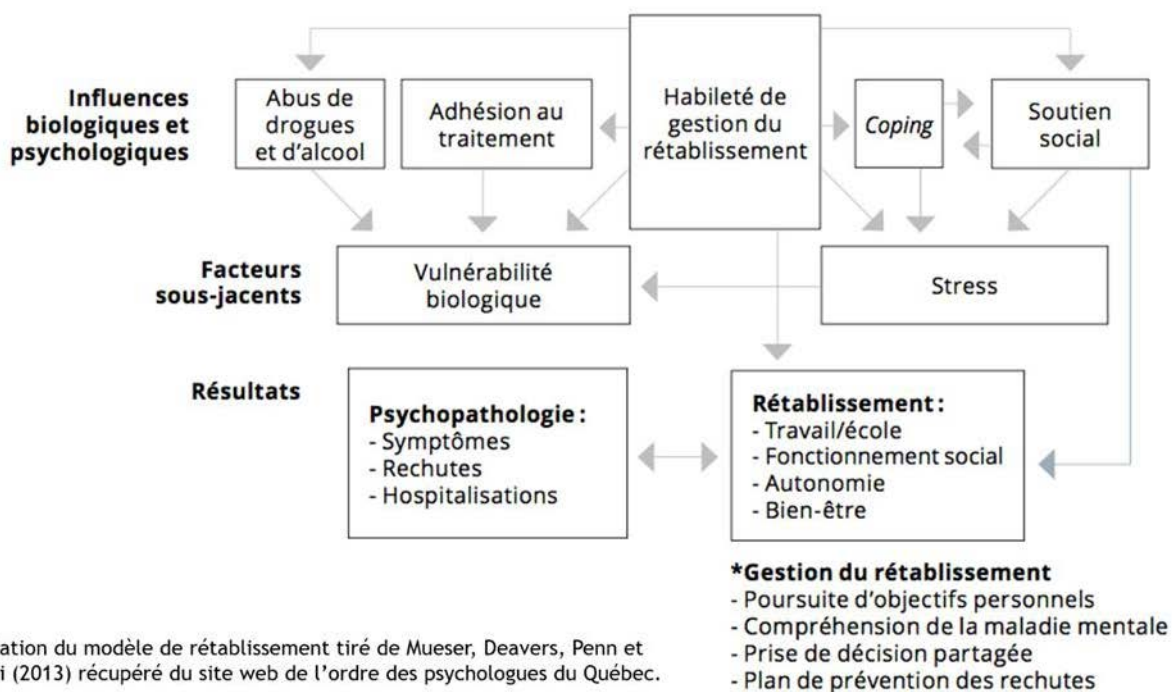 Influences
biologiques et
psychologiques
Abus de
drogues
et d’alcool
Adhésion au
traitement
Habileté de
gestion du
rétablissement
Coping
Soutien
social
Facteurs
sous-jacents
Vulnérabilité
biologique
Stress
Résultats
Psychopathologie :
- Symptômes
- Rechutes
- Hospitalisations
Rétablissement :
- Travail/école
- Fonctionnement social
- Autonomie
- Bien-être
*Gestion du rétablissement
- Poursuite d’objectifs personnels
- Compréhension de la maladie mentale
- Prise de décision partagée
- Plan de prévention des rechutes
du modèle de rétablissement tiré de Mueser, Deavers, Penn et
(2013) récupéré du site web de l’ordre des psychologues du Québec.